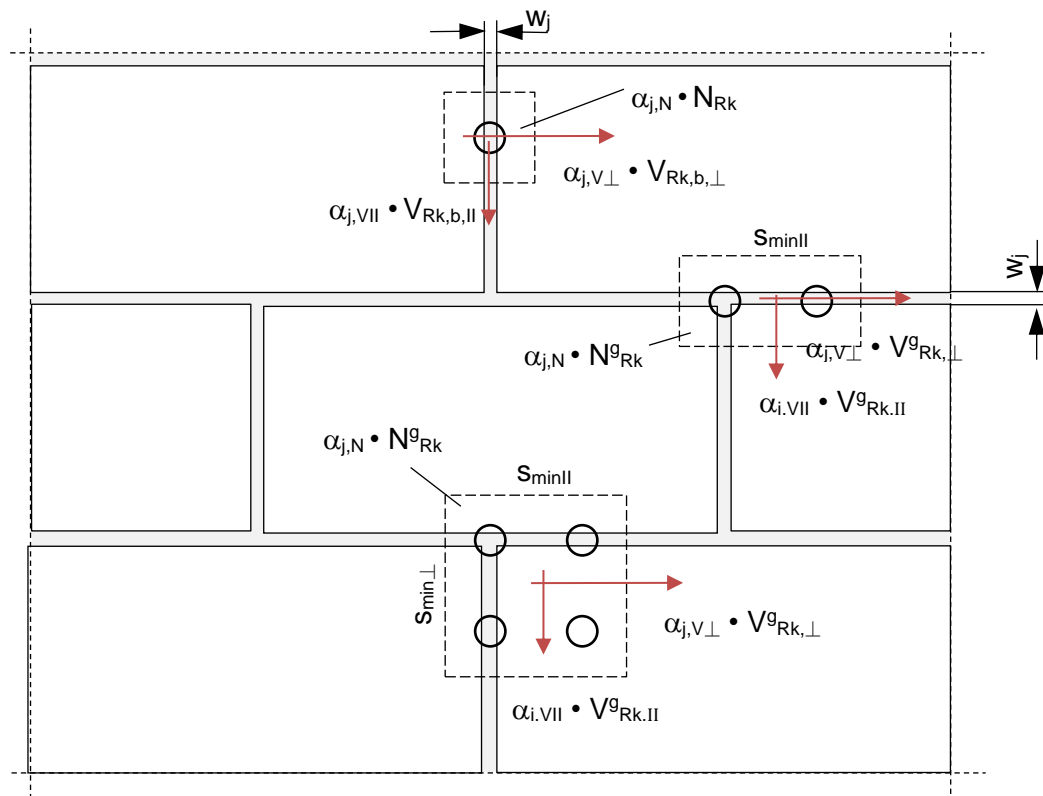 wj
αj,N • NRk
αj,V⊥ • VRk,b,⊥
αj,VII • VRk,b,II
sminII
wj
αj,N • NgRk
αj,V⊥ • VgRk,⊥
αi.VII • VgRk.II
αj,N • NgRk
sminII
smin⊥
αj,V⊥ • VgRk,⊥
αi.VII • VgRk.II